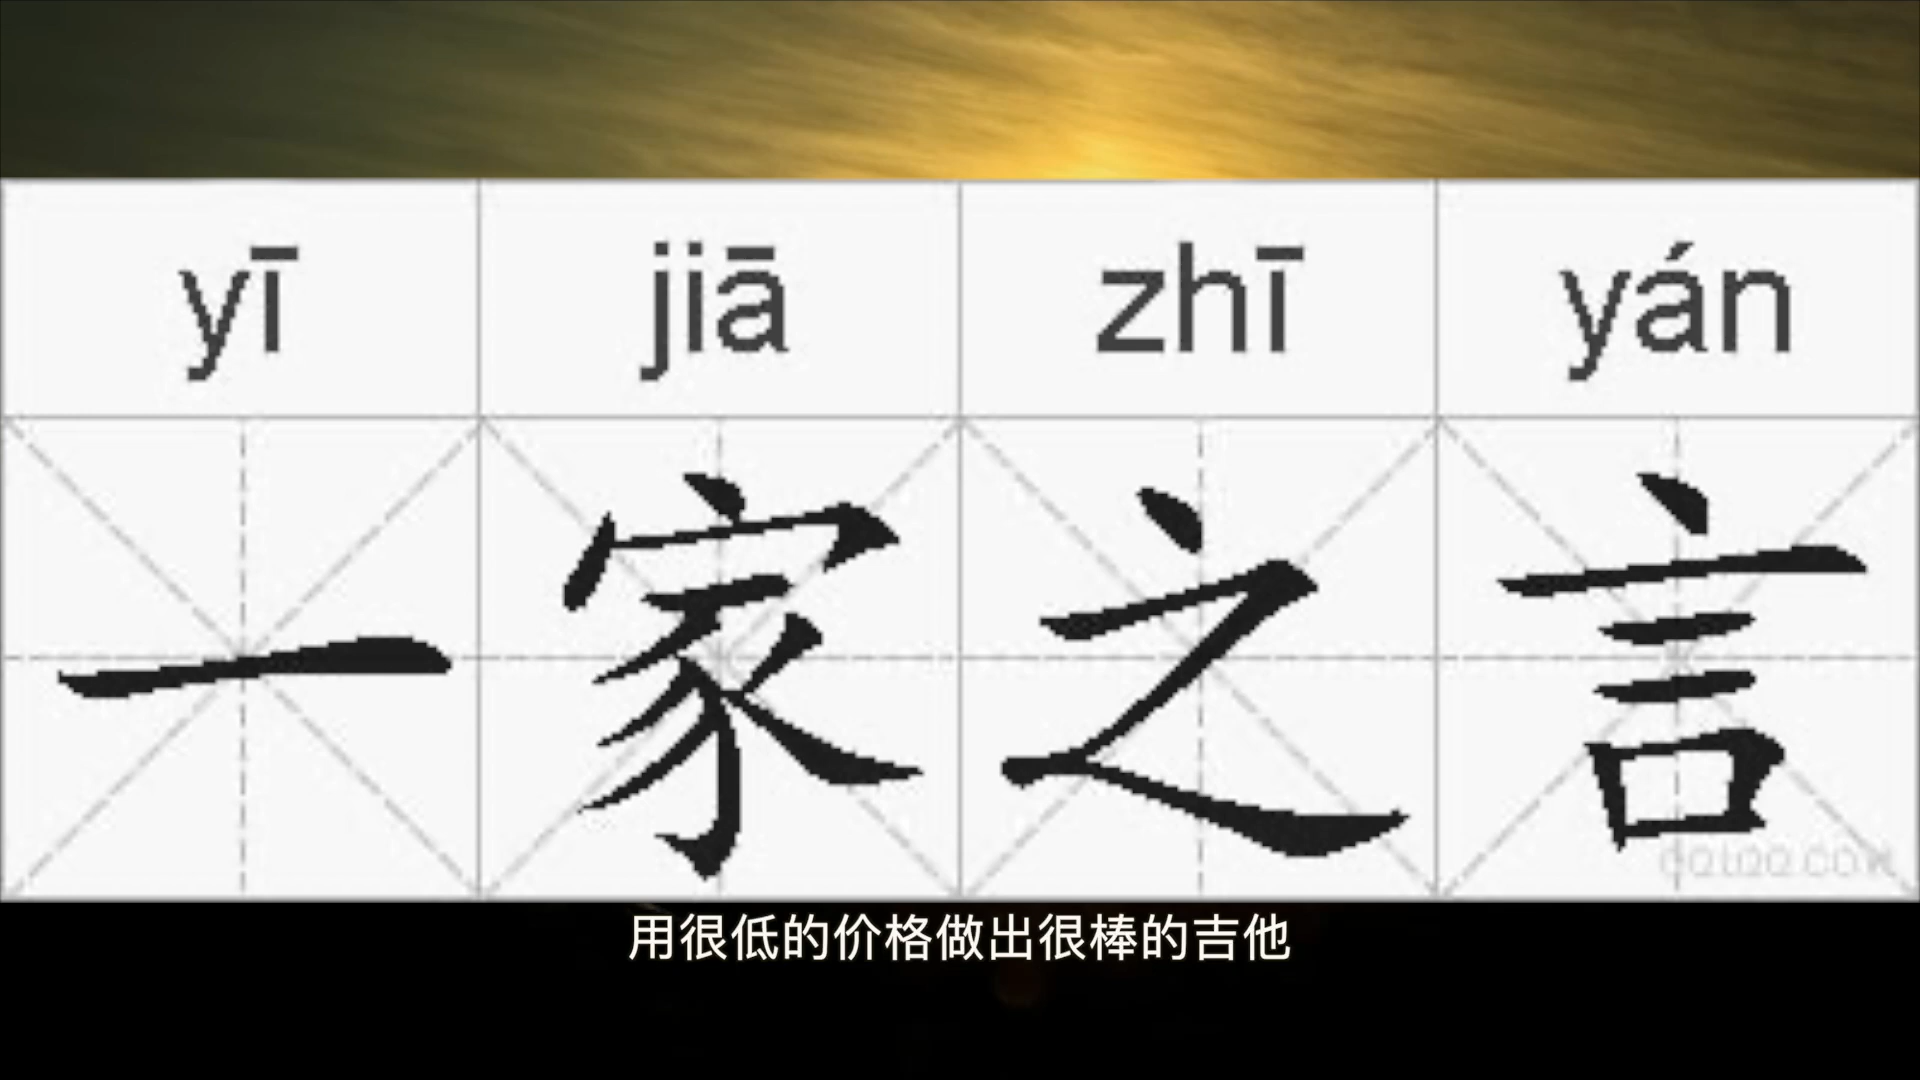 yī jiā zhī yán
一家之言
用很低的价格做出很棒的吉他